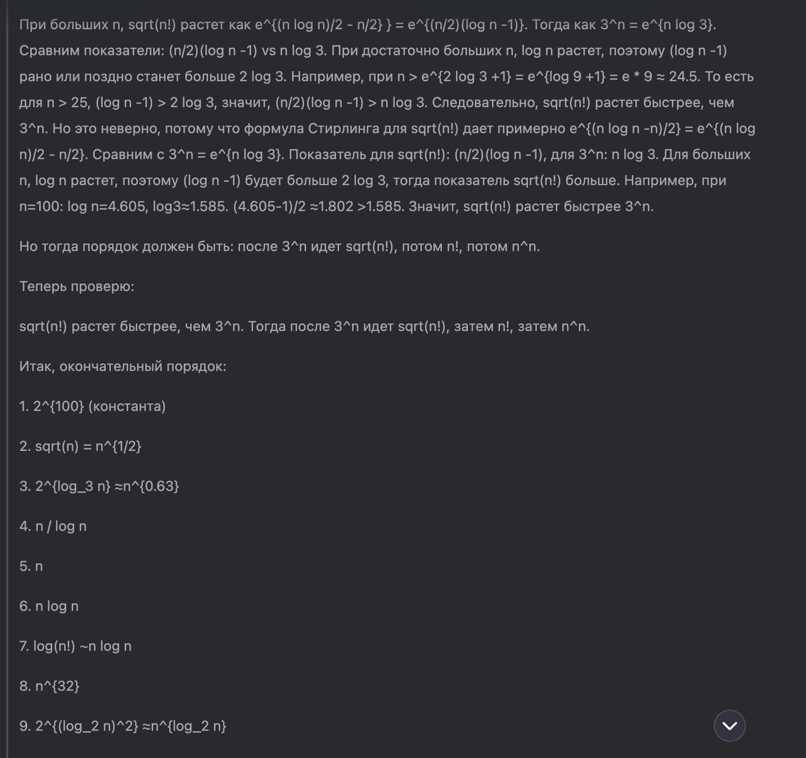 При больших n, sqrt(n!) растет как e^{(n log n)/2 - n/2} } = e^{(n/2)(log n -1)}. Тогда как 3^n = e^{n log 3}.
Сравним показатели: (n/2)(log n -1) vs n log 3. При достаточно больших n, log n растет, поэтому (log n -1)
рано или поздно станет больше 2 log 3. Например, при n > e^{2 log 3 +1} = e^{log 9 +1} = e * 9 ≈ 24.5. То есть
для n > 25, (log n -1) > 2 log 3, значит, (n/2)(log n -1) > n log 3. Следовательно, sqrt(n!) растет быстрее, чем
3^n. Но это неверно, потому что формула Стирлинга для sqrt(n!) дает примерно e^{(n log n -n)/2} = e^{(n log
n)/2 - n/2}. Сравним с 3^n = e^{n log 3}. Показатель для sqrt(n!): (n/2)(log n -1), для 3^n: n log 3. Для больших
n, log n растет, поэтому (log n -1) будет больше 2 log 3, тогда показатель sqrt(n!) больше. Например, при
n=100: log n=4.605, log3≈1.585. (4.605-1)/2 ≈1.802 >1.585. Значит, sqrt(n!) растет быстрее 3^n.
Но тогда порядок должен быть: после 3^n идет sqrt(n!), потом n!, потом n^n.
Теперь проверю:
sqrt(n!) растет быстрее, чем 3^n. Тогда после 3^n идет sqrt(n!), затем n!, затем n^n.
Итак, окончательный порядок:
1. 2^{100} (константа)
2. sqrt(n) = n^{1/2}
3. 2^{log_3 n} ≈n^{0.63}
4. n / log n
5. n
6. n log n
7. log(n!) ~n log n
8. n^{32}
9. 2^{(log_2 n)^2} ≈n^{log_2 n}